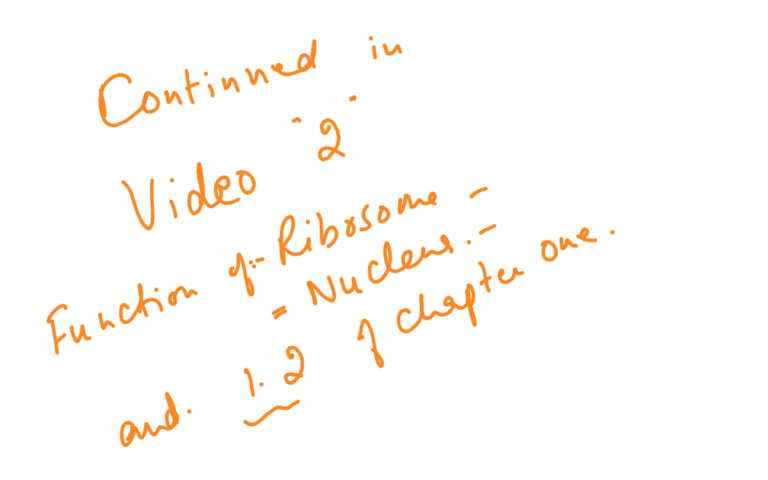 Continued in
Video "2"
Function of:- Ribosome -
= Nucleus. -
and. 1.2 of chapter one.